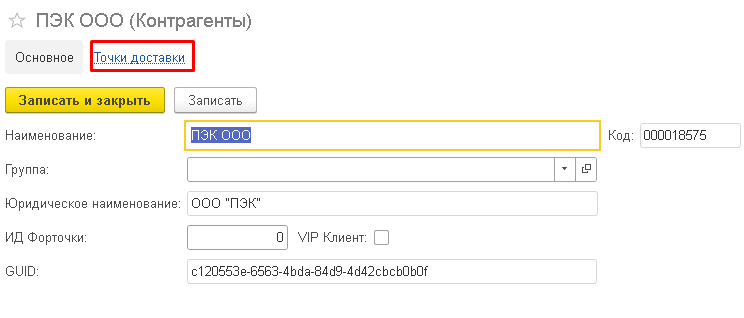 ПЭК ООО (Контрагенты)
Основное Точки доставки
Записать и закрыть Записать
Наименование: ПЭК ООО Код: 000018575
Группа:
Юридическое наименование: ООО "ПЭК"
ИД Форточки: 0 VIP Клиент:
GUID: c120553e-6563-4bda-84d9-4d42cbcb0b0f